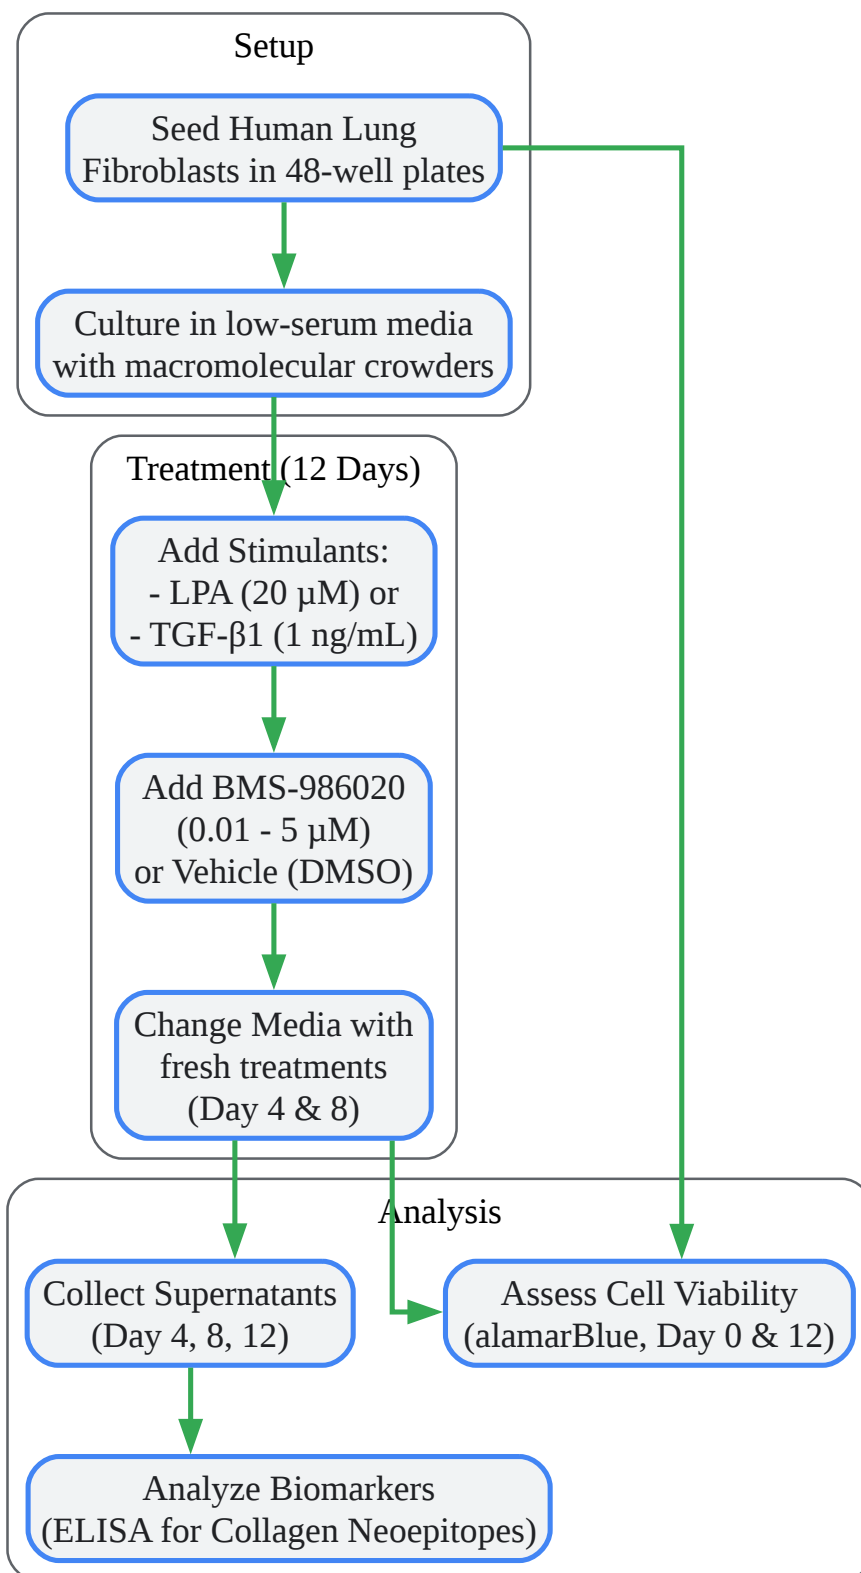 Setup
Seed Human Lung
Fibroblasts in 48-well plates
Culture in low-serum media
with macromolecular crowders
Treatment (12 Days)
Add Stimulants:
- LPA (20 µM) or
- TGF-β1 (1 ng/mL)
Add BMS-986020
(0.01 - 5 µM)
or Vehicle (DMSO)
Change Media with
fresh treatments
(Day 4 & 8)
Analysis
Collect Supernatants
(Day 4, 8, 12)
Assess Cell Viability
(alamarBlue, Day 0 & 12)
Analyze Biomarkers
(ELISA for Collagen Neoepitopes)